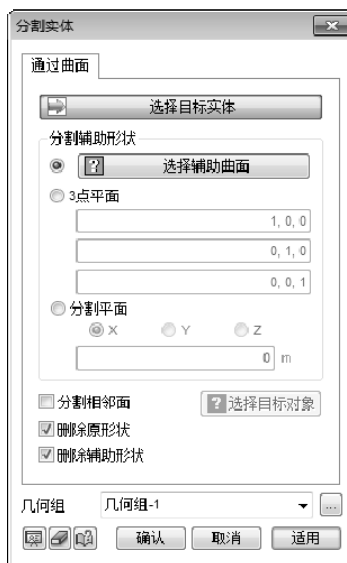 分割实体
通过曲面
选择目标实体
分割辅助形状
? 选择辅助曲面
3点平面
1, 0, 0
0, 1, 0
0, 0, 1
分割平面
X Y Z
0 m
分割相邻面 ? 选择目标对象
删除原形状
删除辅助形状
几何组 几何组-1 ...
确认 取消 适用